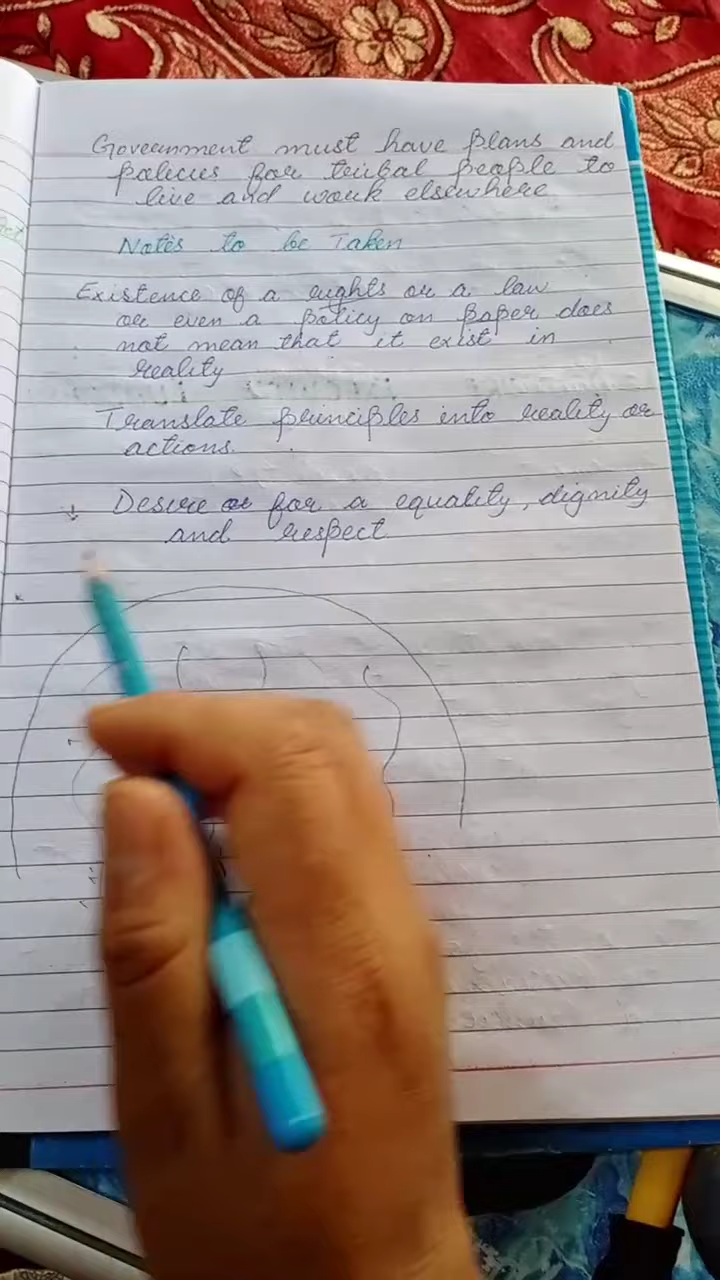 Government must have plans and
policies for tribal people to
live and work elsewhere
Notes to be Taken
Existence of a rights or a law
or even a policy on paper does
not mean that it exist in
reality
Translate principles into reality or
actions.
Desire for a equality, dignity
and respect